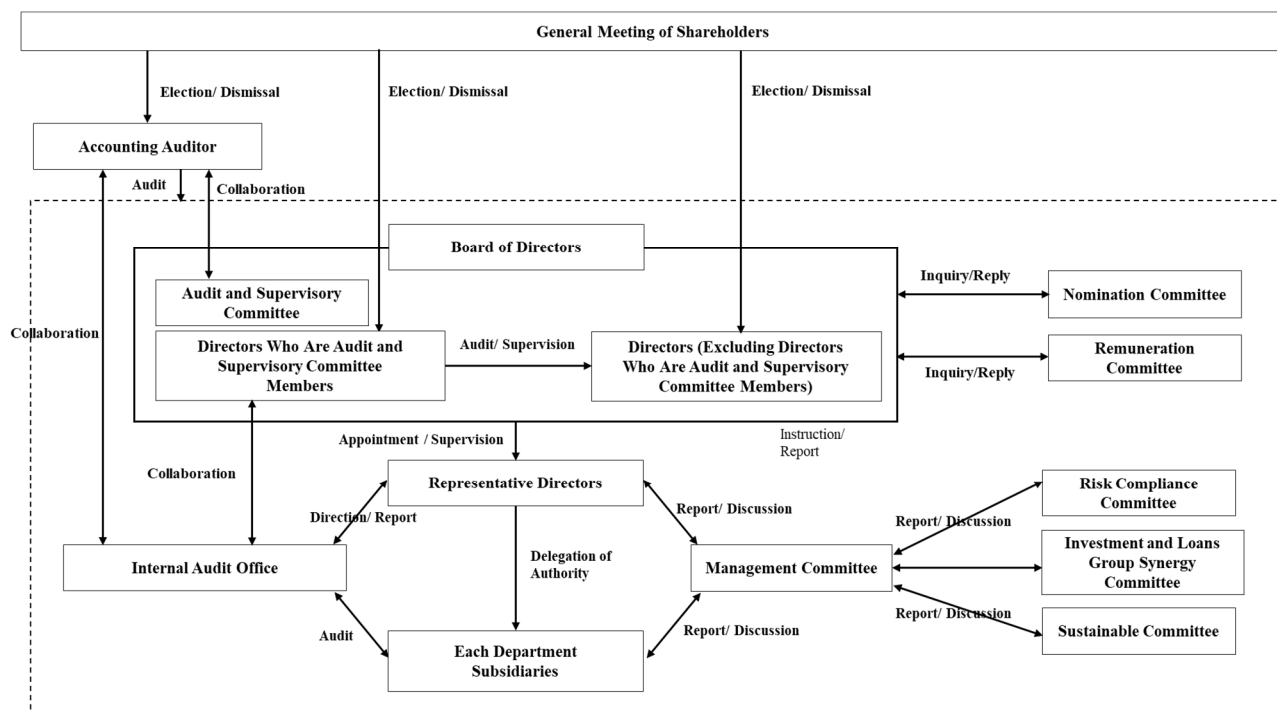 General Meeting of Shareholders
Election/ Dismissal
Election/ Dismissal
Election/ Dismissal
Accounting Auditor
Audit
Collaboration
Board of Directors
Inquiry/Reply
Nomination Committee
Audit and Supervisory
Committee
Collaboration
Directors Who Are Audit and
Supervisory Committee
Members
Audit/ Supervision
Directors (Excluding Directors
Who Are Audit and Supervisory
Committee Members)
Inquiry/Reply
Remuneration
Committee
Appointment / Supervision
Instruction/
Report
Collaboration
Representative Directors
Risk Compliance
Committee
Direction/ Report
Report/ Discussion
Report/ Discussion
Internal Audit Office
Delegation of
Authority
Management Committee
Investment and Loans
Group Synergy
Committee
Audit
Report/ Discussion
Report/ Discussion
Sustainable Committee
Each Department
Subsidiaries